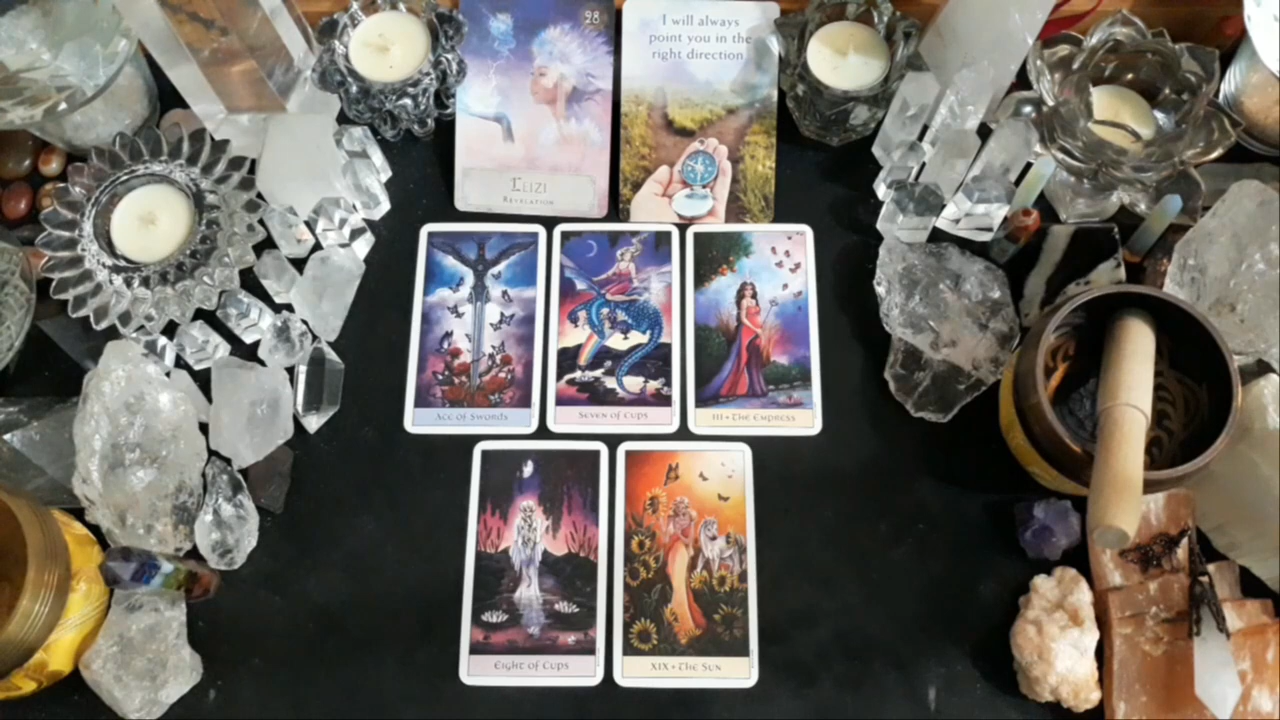 28
LEIZI
REVELATION
I will always
point you in the
right direction
ACE OF SWORDS
SEVEN OF CUPS
III • THE EMPRESS
EIGHT OF CUPS
XIX • THE SUN